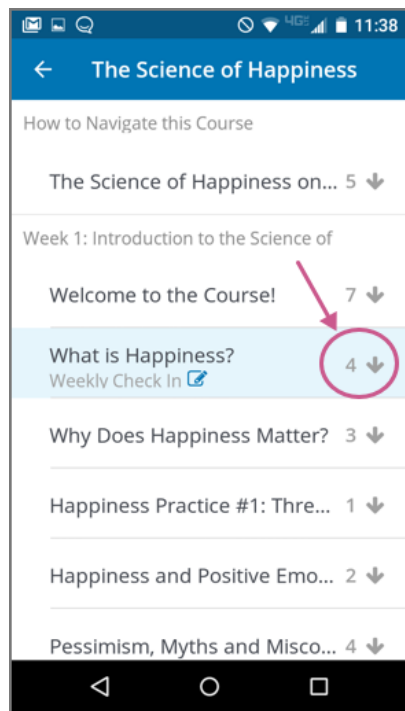 4G 11:38
The Science of Happiness
How to Navigate this Course
The Science of Happiness on... 5
Week 1: Introduction to the Science of
Welcome to the Course! 7
What is Happiness? 4
Weekly Check In
Why Does Happiness Matter? 3
Happiness Practice #1: Thre... 1
Happiness and Positive Emo... 2
Pessimism, Myths and Misco... 4